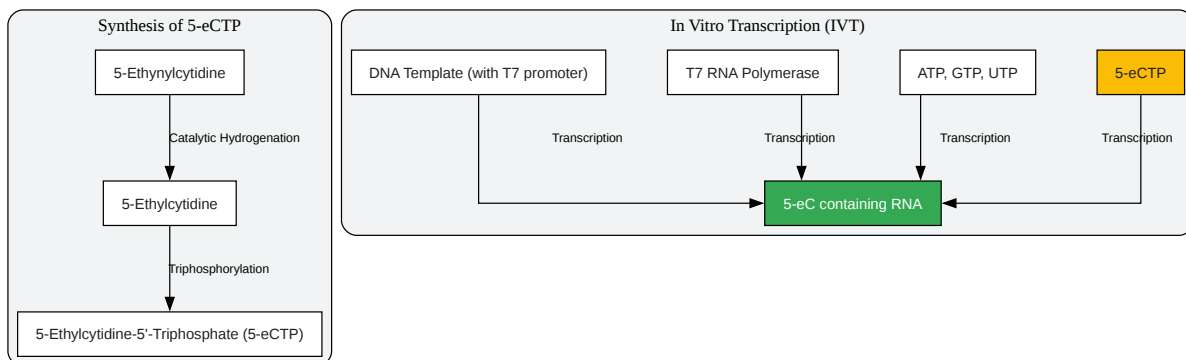 Synthesis of 5-eCTP
5-Ethynylcytidine
Catalytic Hydrogenation
5-Ethylcytidine
Triphosphorylation
5-Ethylcytidine-5'-Triphosphate (5-eCTP)
In Vitro Transcription (IVT)
DNA Template (with T7 promoter)
T7 RNA Polymerase
ATP, GTP, UTP
5-eCTP
Transcription
Transcription
Transcription
Transcription
5-eC containing RNA